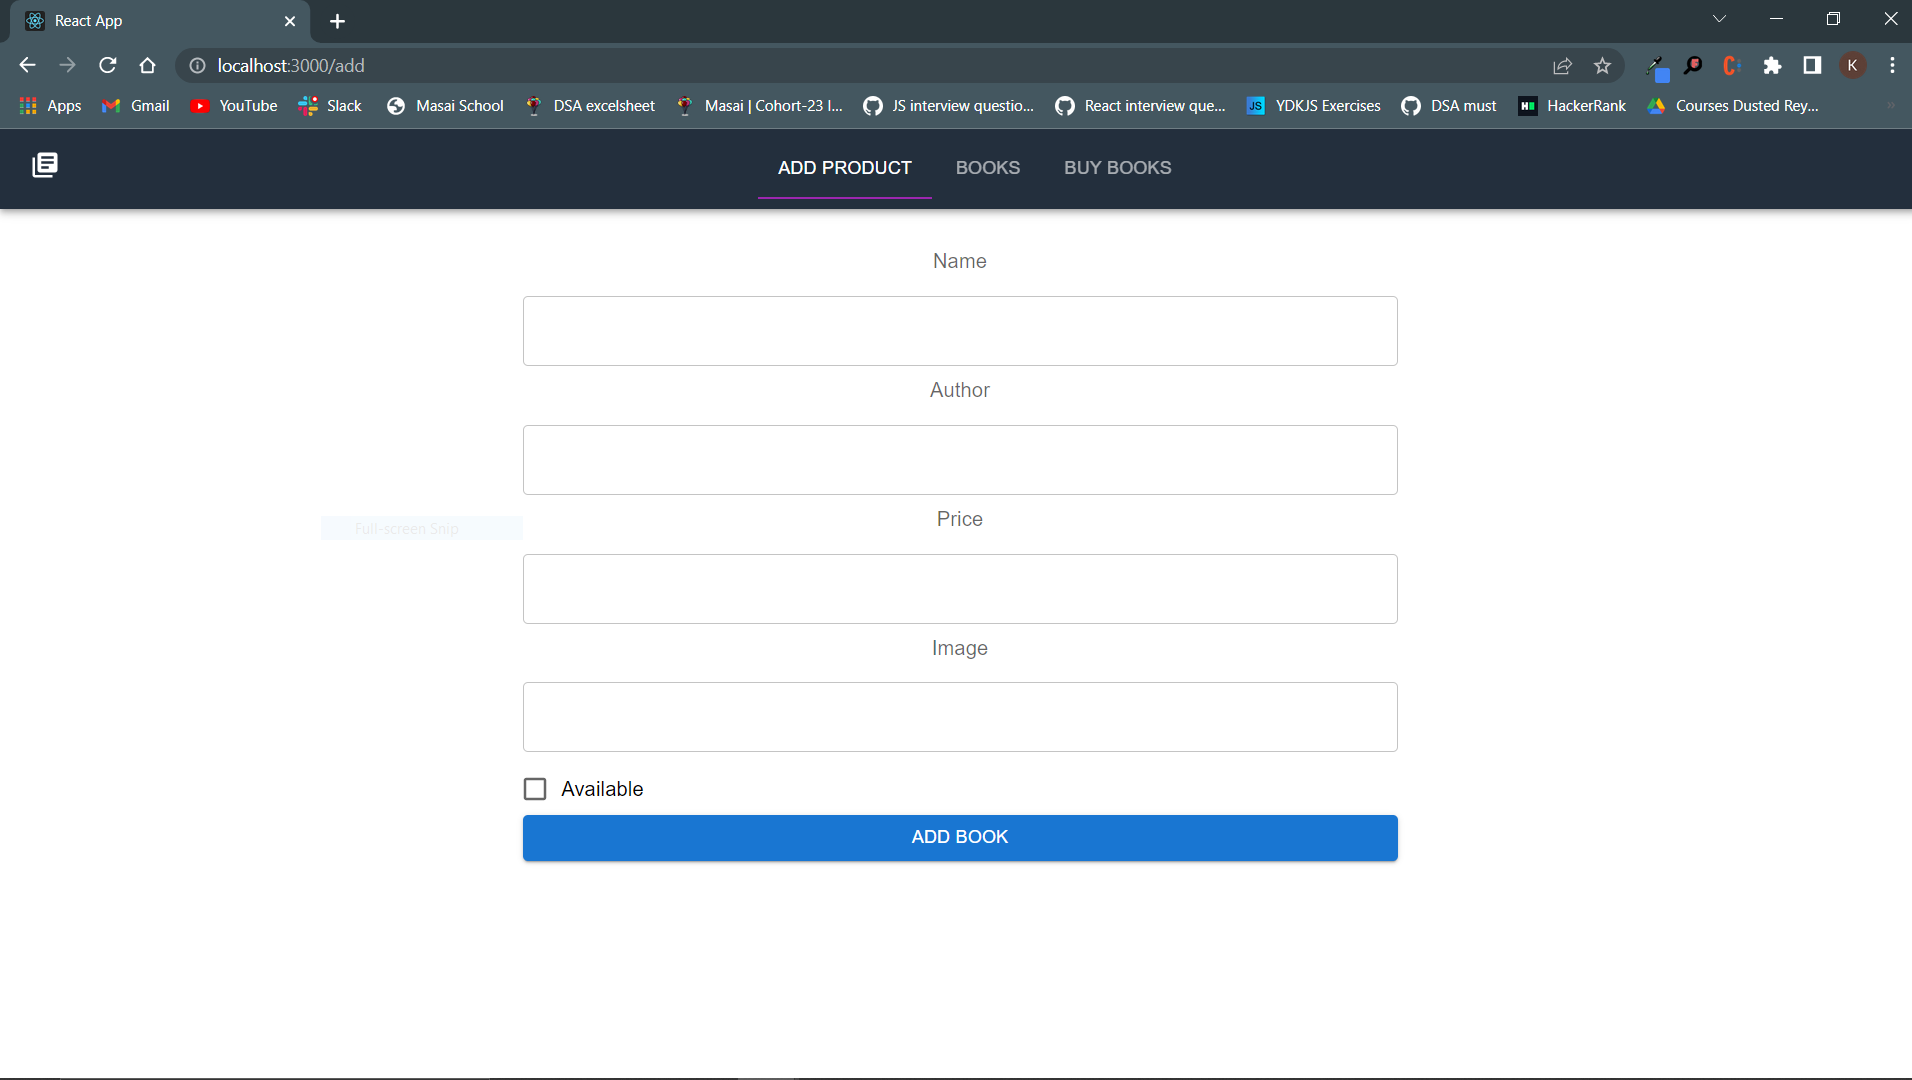 React App
localhost:3000/add
K
Apps Gmail YouTube Slack Masai School DSA excelsheet Masai | Cohort-23 I... JS interview questio... React interview que... JS YDKJS Exercises DSA must HackerRank Courses Dusted Rey...
ADD PRODUCT BOOKS BUY BOOKS
Name
Author
Full-screen Snip
Price
Image
Available
ADD BOOK